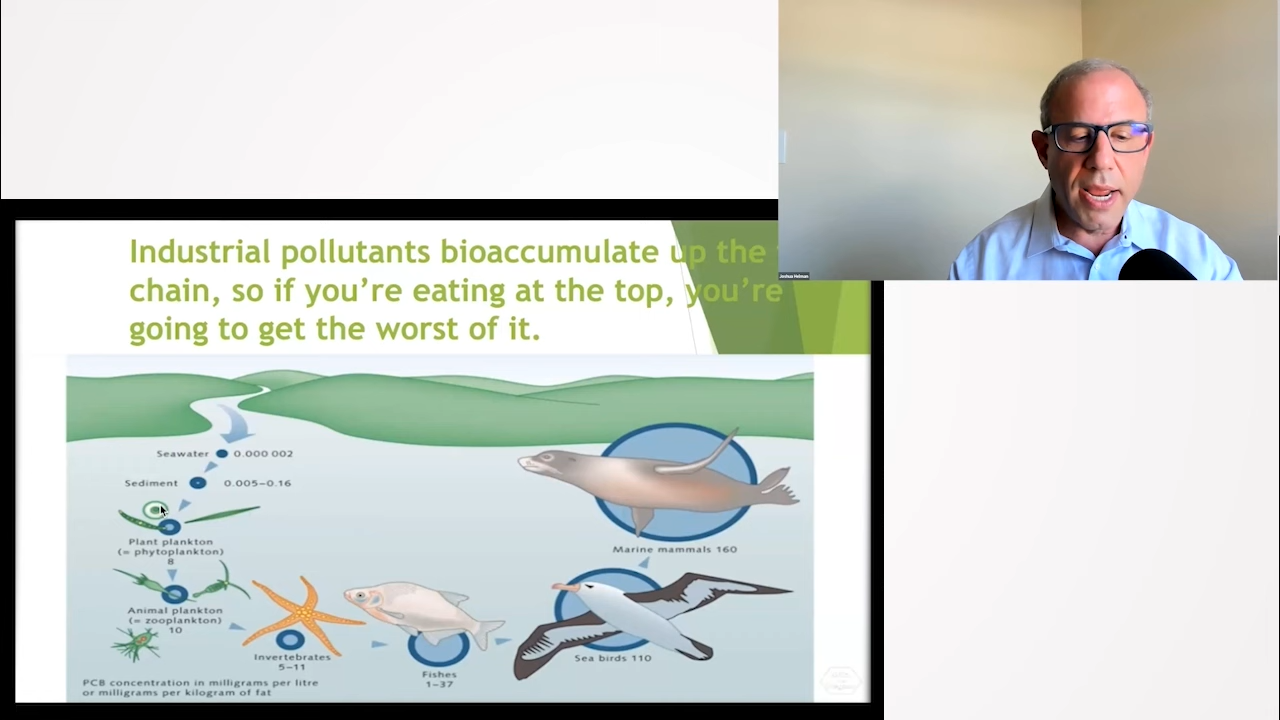 Industrial pollutants bioaccumulate up the
chain, so if you're eating at the top, you're
going to get the worst of it.
Joshua Helman
Seawater 0.000 002
Sediment 0.005–0.16
Plant plankton
(= phytoplankton)
8
Animal plankton
(= zooplankton)
10
Invertebrates
5–11
Fishes
1–37
Sea birds 110
Marine mammals 160
PCB concentration in milligrams per litre
or milligrams per kilogram of fat